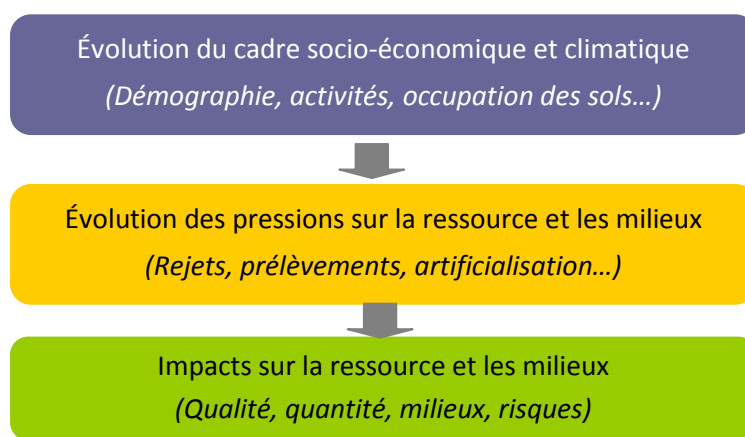 Évolution du cadre socio-économique et climatique
(Démographie, activités, occupation des sols…)
Évolution des pressions sur la ressource et les milieux
(Rejets, prélèvements, artificialisation…)
Impacts sur la ressource et les milieux
(Qualité, quantité, milieux, risques)